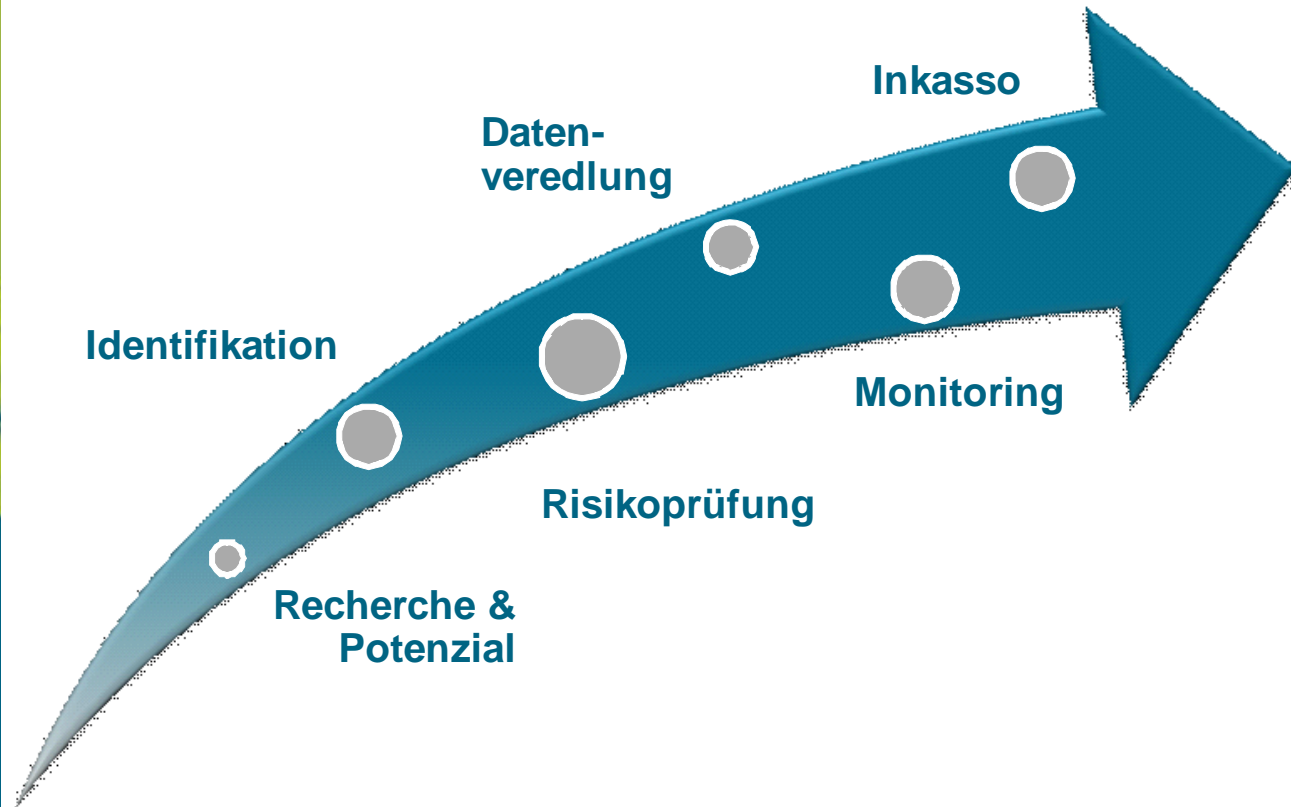 Inkasso
Daten-
veredlung
Identifikation
Monitoring
Risikoprüfung
Recherche &
Potenzial